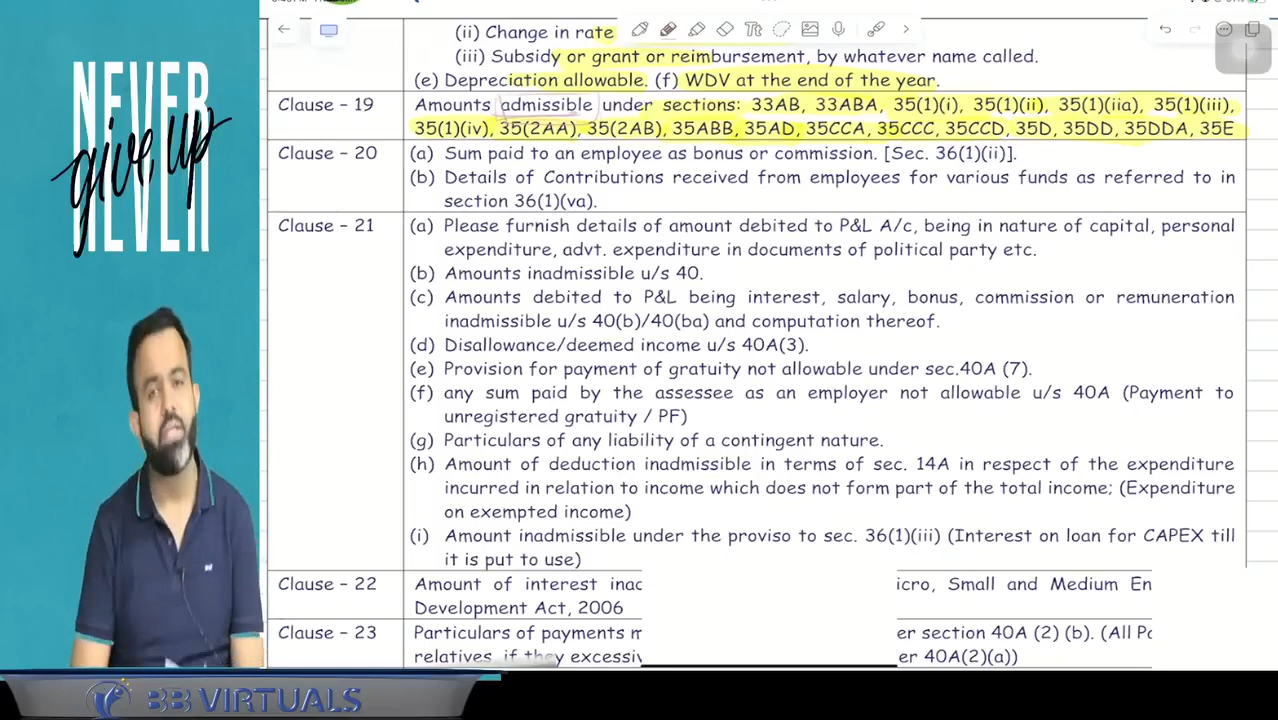 (ii) Change in rate
(iii) Subsidy or grant or reimbursement, by whatever name called.
(e) Depreciation allowable. (f) WDV at the end of the year.
Clause – 19
Amounts admissible under sections: 33AB, 33ABA, 35(1)(i), 35(1)(ii), 35(1)(iia), 35(1)(iii),
35(1)(iv), 35(2AA), 35(2AB), 35ABB, 35AD, 35CCA, 35CCC, 35CCD, 35D, 35DD, 35DDA, 35E
Clause – 20
(a) Sum paid to an employee as bonus or commission. [Sec. 36(1)(ii)].
(b) Details of Contributions received from employees for various funds as referred to in
section 36(1)(va).
Clause – 21
(a) Please furnish details of amount debited to P&L A/c, being in nature of capital, personal
expenditure, advt. expenditure in documents of political party etc.
(b) Amounts inadmissible u/s 40.
(c) Amounts debited to P&L being interest, salary, bonus, commission or remuneration
inadmissible u/s 40(b)/40(ba) and computation thereof.
(d) Disallowance/deemed income u/s 40A(3).
(e) Provision for payment of gratuity not allowable under sec.40A (7).
(f) any sum paid by the assessee as an employer not allowable u/s 40A (Payment to
unregistered gratuity / PF)
(g) Particulars of any liability of a contingent nature.
(h) Amount of deduction inadmissible in terms of sec. 14A in respect of the expenditure
incurred in relation to income which does not form part of the total income; (Expenditure
on exempted income)
(i) Amount inadmissible under the proviso to sec. 36(1)(iii) (Interest on loan for CAPEX till
it is put to use)
Clause – 22
Amount of interest inad icro, Small and Medium En
Development Act, 2006
Clause – 23
Particulars of payments m er section 40A (2) (b). (All Pa
relatives, if they excessiv er 40A(2)(a))
NEVER
give up
NEVER
BB VIRTUALS